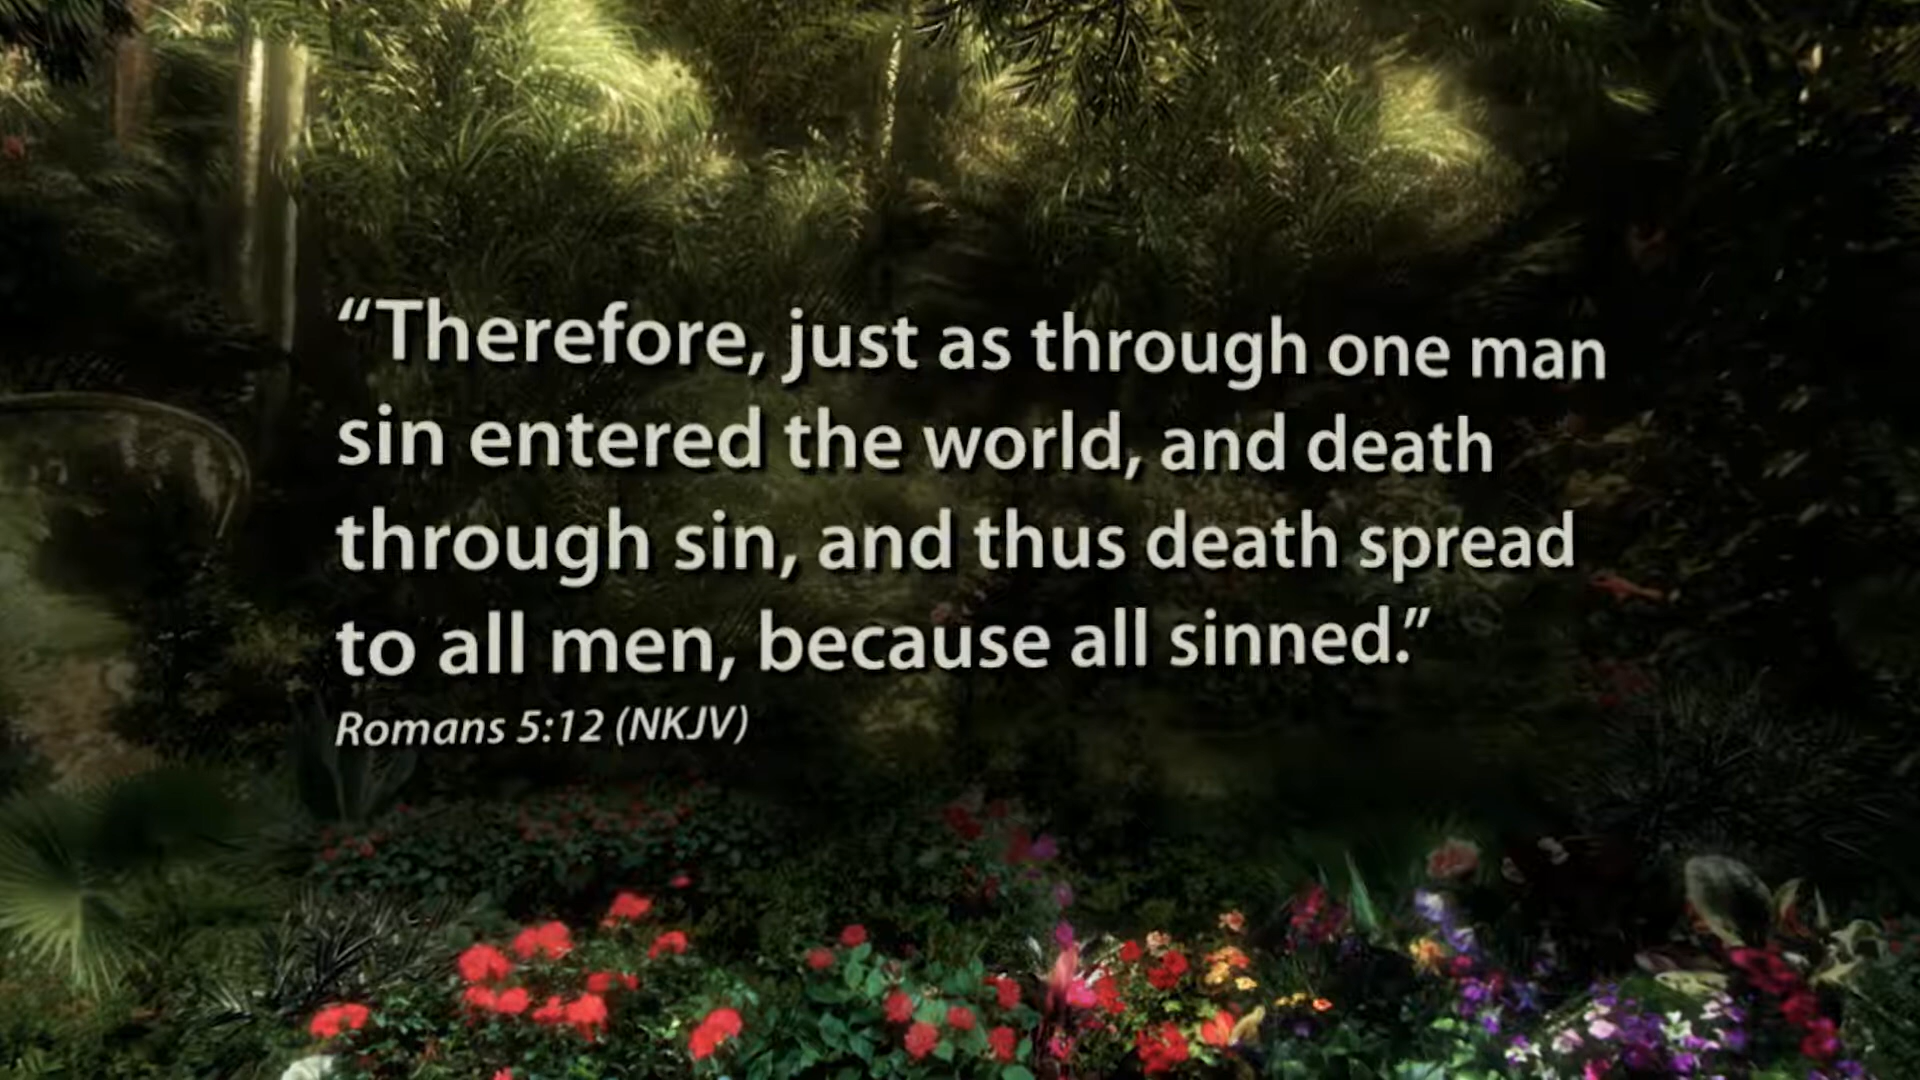 “Therefore, just as through one man
sin entered the world, and death
through sin, and thus death spread
to all men, because all sinned.”
Romans 5:12 (NKJV)